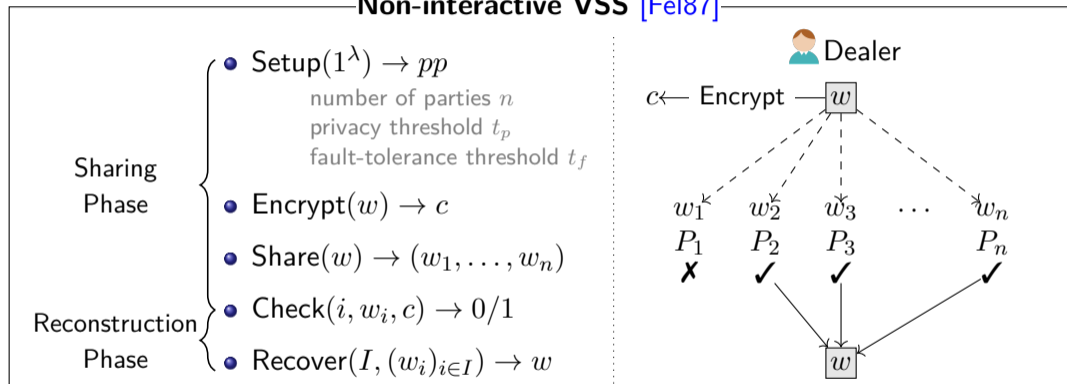 Non-interactive VSS [Fel87]
Setup(1^λ) → pp
number of parties n
privacy threshold t_p
fault-tolerance threshold t_f
Sharing
Phase
Encrypt(w) → c
Share(w) → (w_1, . . . , w_n)
Check(i, w_i, c) → 0/1
Reconstruction
Phase
Recover(I, (w_i)_{i∈I}) → w
Dealer
c ← Encrypt — w
w_1 w_2 w_3 · · · w_n
P_1 P_2 P_3 P_n
✗ ✓ ✓ ✓
w